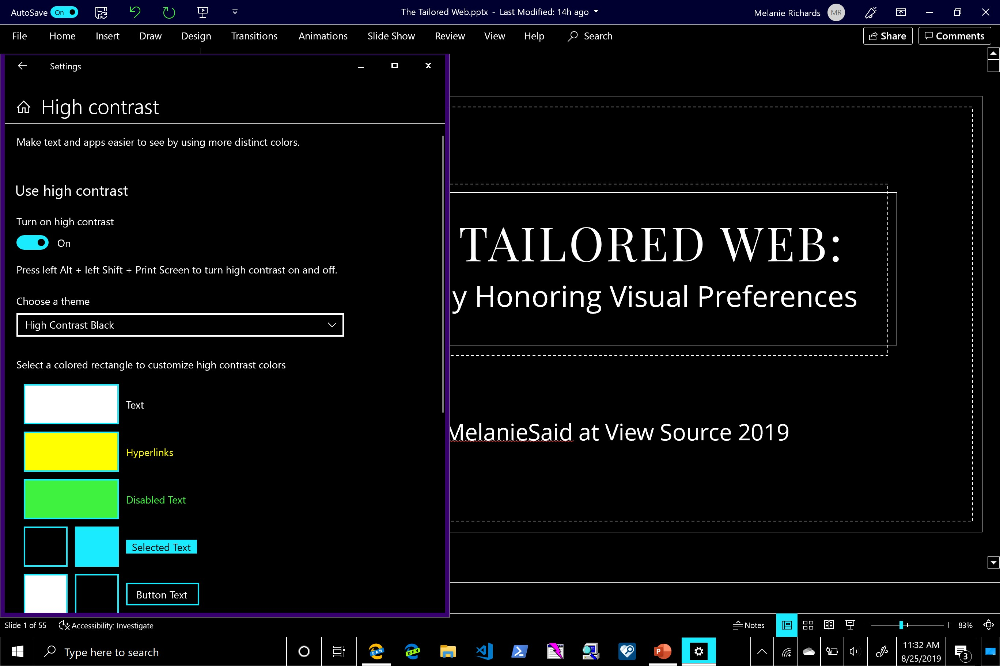 AutoSave On
The Tailored Web.pptx - Last Modified: 14h ago
Melanie Richards MR
File Home Insert Draw Design Transitions Animations Slide Show Review View Help Search Share Comments
Settings
High contrast
Make text and apps easier to see by using more distinct colors.
Use high contrast
Turn on high contrast
On
Press left Alt + left Shift + Print Screen to turn high contrast on and off.
Choose a theme
High Contrast Black
Select a colored rectangle to customize high contrast colors
Text
Hyperlinks
Disabled Text
Selected Text
Button Text
TAILORED WEB:
y Honoring Visual Preferences
MelanieSaid at View Source 2019
Slide 1 of 55 Accessibility: Investigate
Notes 83%
Type here to search
CAN
DEV
P
11:32 AM
8/25/2019
3